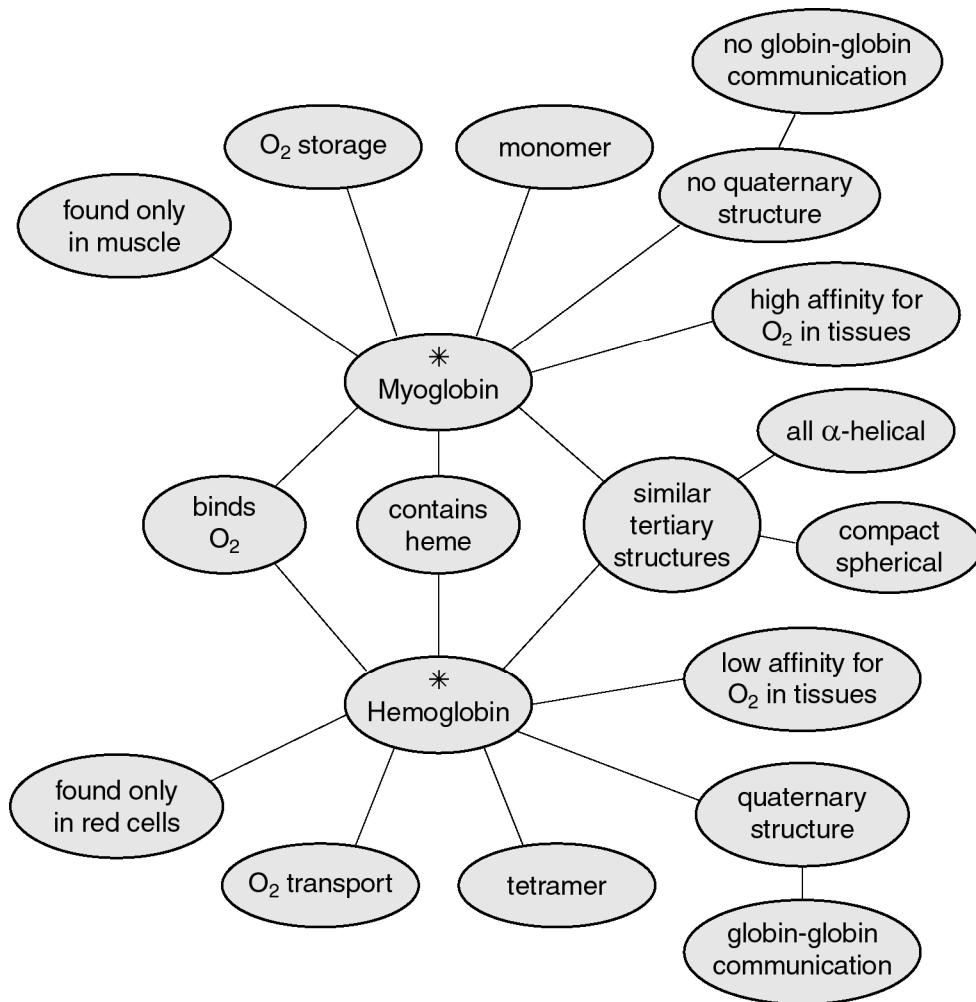 no globin-globin
communication
O₂ storage
monomer
no quaternary
structure
found only
in muscle
high affinity for
O₂ in tissues
*
Myoglobin
all α-helical
binds
O₂
contains
heme
similar
tertiary
structures
compact
spherical
low affinity for
O₂ in tissues
*
Hemoglobin
found only
in red cells
quaternary
structure
O₂ transport
tetramer
globin-globin
communication